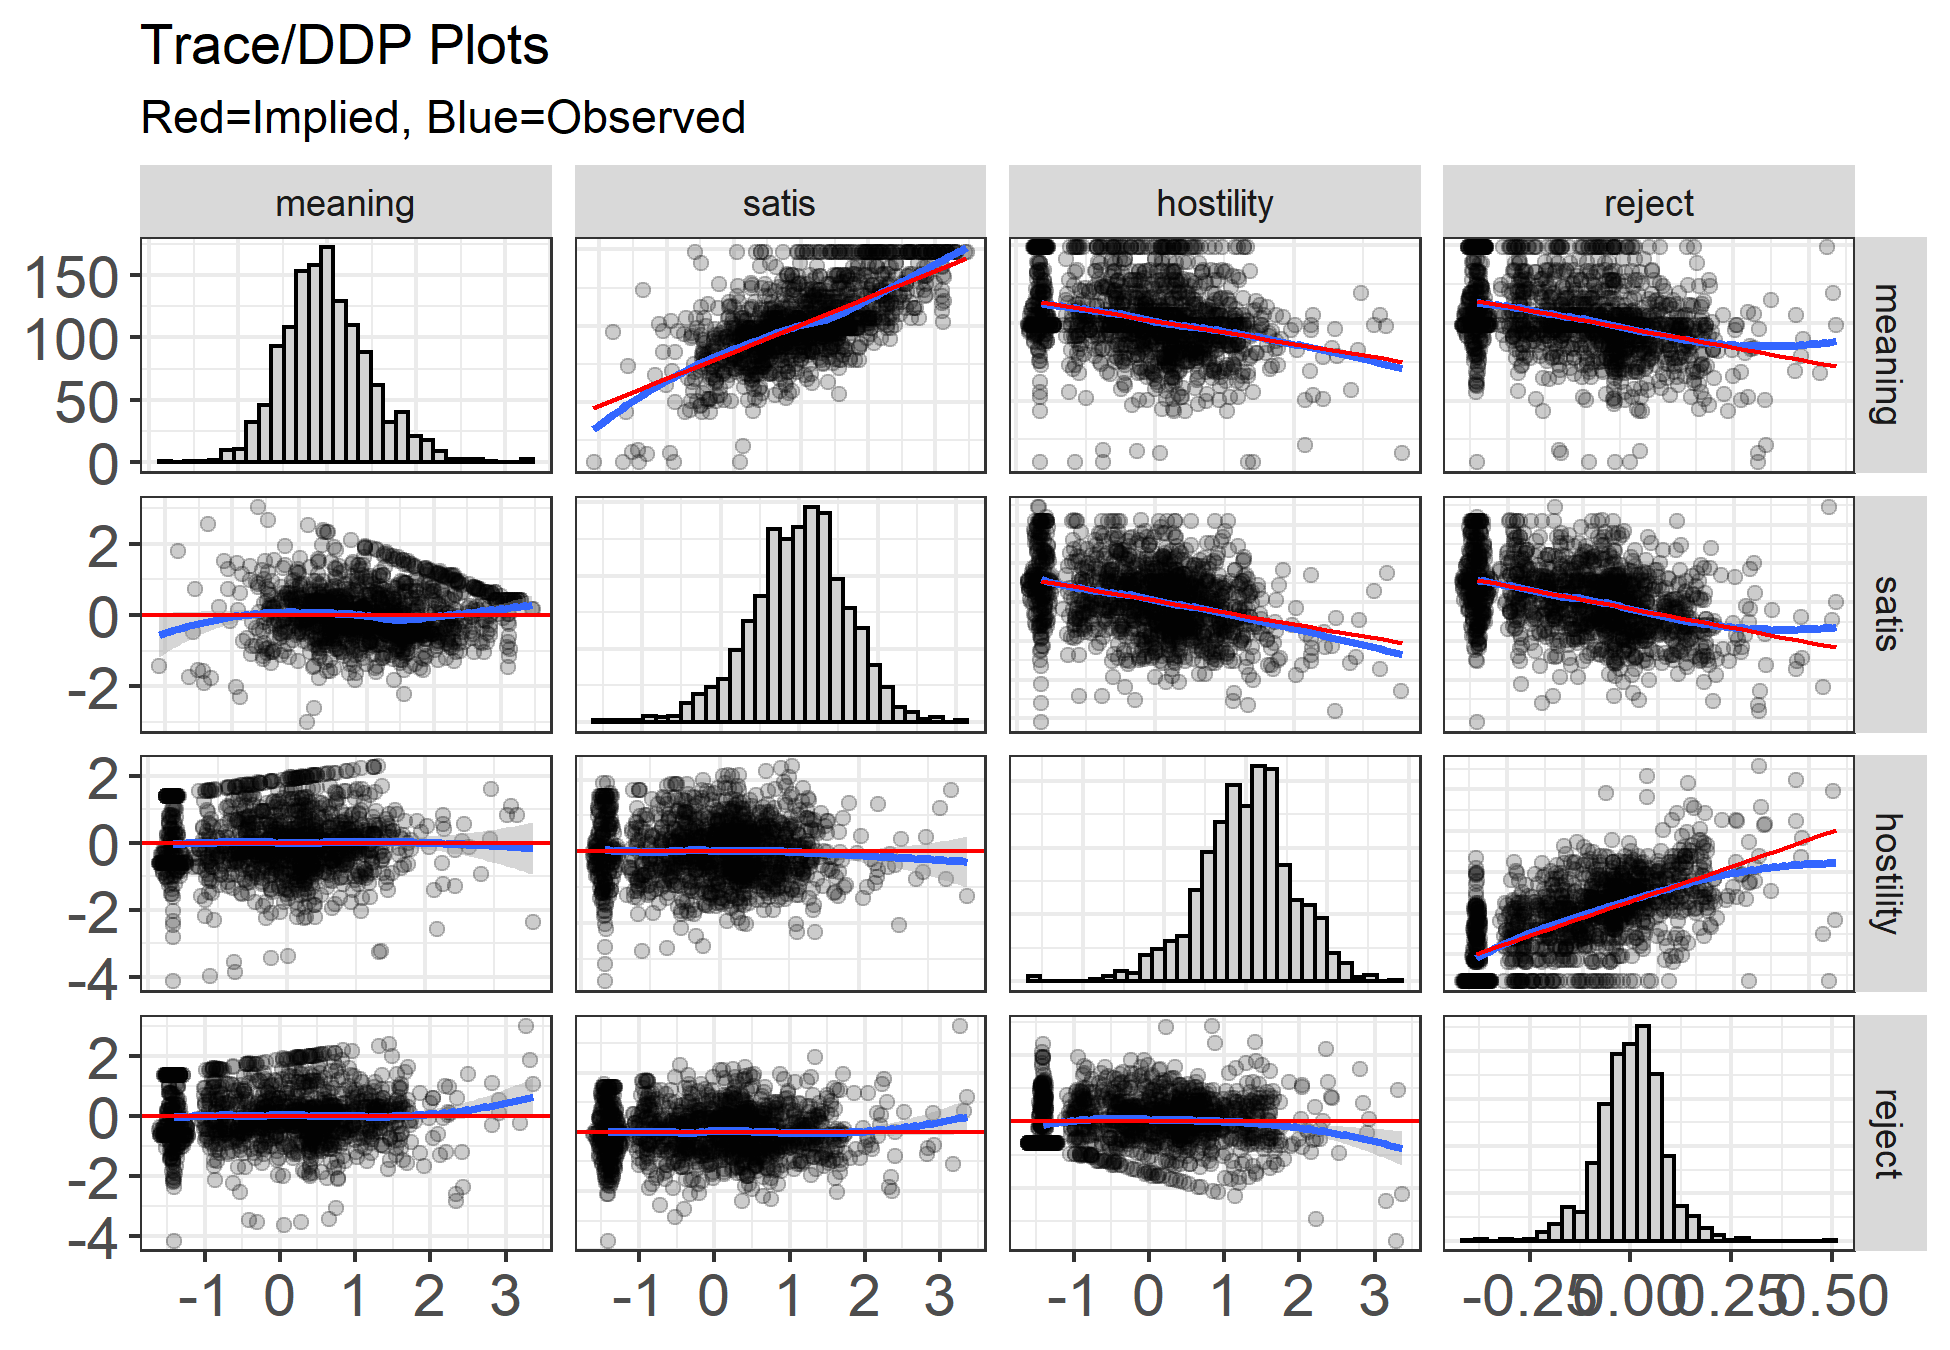 Trace/DDP Plots
Red=Implied, Blue=Observed
meaning
satis
hostility
reject
150
100
50
0
meaning
2
0
-2
satis
2
0
-2
-4
hostility
2
0
-2
-4
reject
-1 0 1 2 3
-1 0 1 2 3
-1 0 1 2 3
-0.25 0.00 0.25 0.50